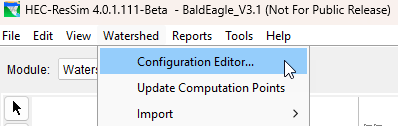 HEC-ResSim 4.0.1.111-Beta - BaldEagle_V3.1 (Not For Public Release)
File Edit View Watershed Reports Tools Help
Module: Waters
Configuration Editor...
Update Computation Points
Import